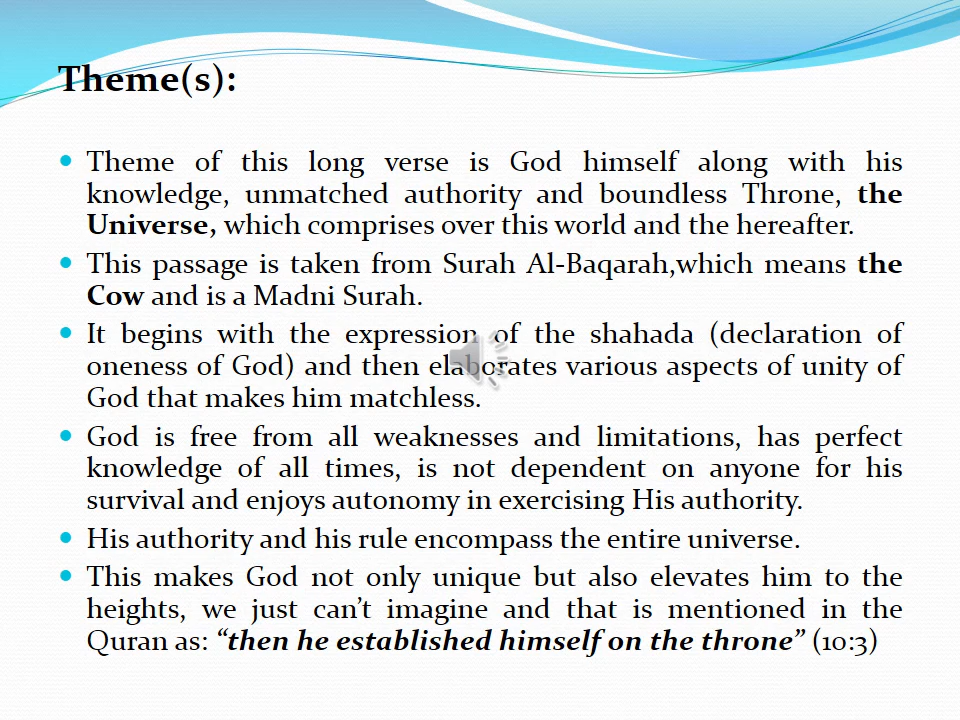 Theme(s):
• Theme of this long verse is God himself along with his
knowledge, unmatched authority and boundless Throne, the
Universe, which comprises over this world and the hereafter.
• This passage is taken from Surah Al-Baqarah,which means the
Cow and is a Madni Surah.
• It begins with the expression of the shahada (declaration of
oneness of God) and then elaborates various aspects of unity of
God that makes him matchless.
• God is free from all weaknesses and limitations, has perfect
knowledge of all times, is not dependent on anyone for his
survival and enjoys autonomy in exercising His authority.
• His authority and his rule encompass the entire universe.
• This makes God not only unique but also elevates him to the
heights, we just can’t imagine and that is mentioned in the
Quran as: “then he established himself on the throne” (10:3)